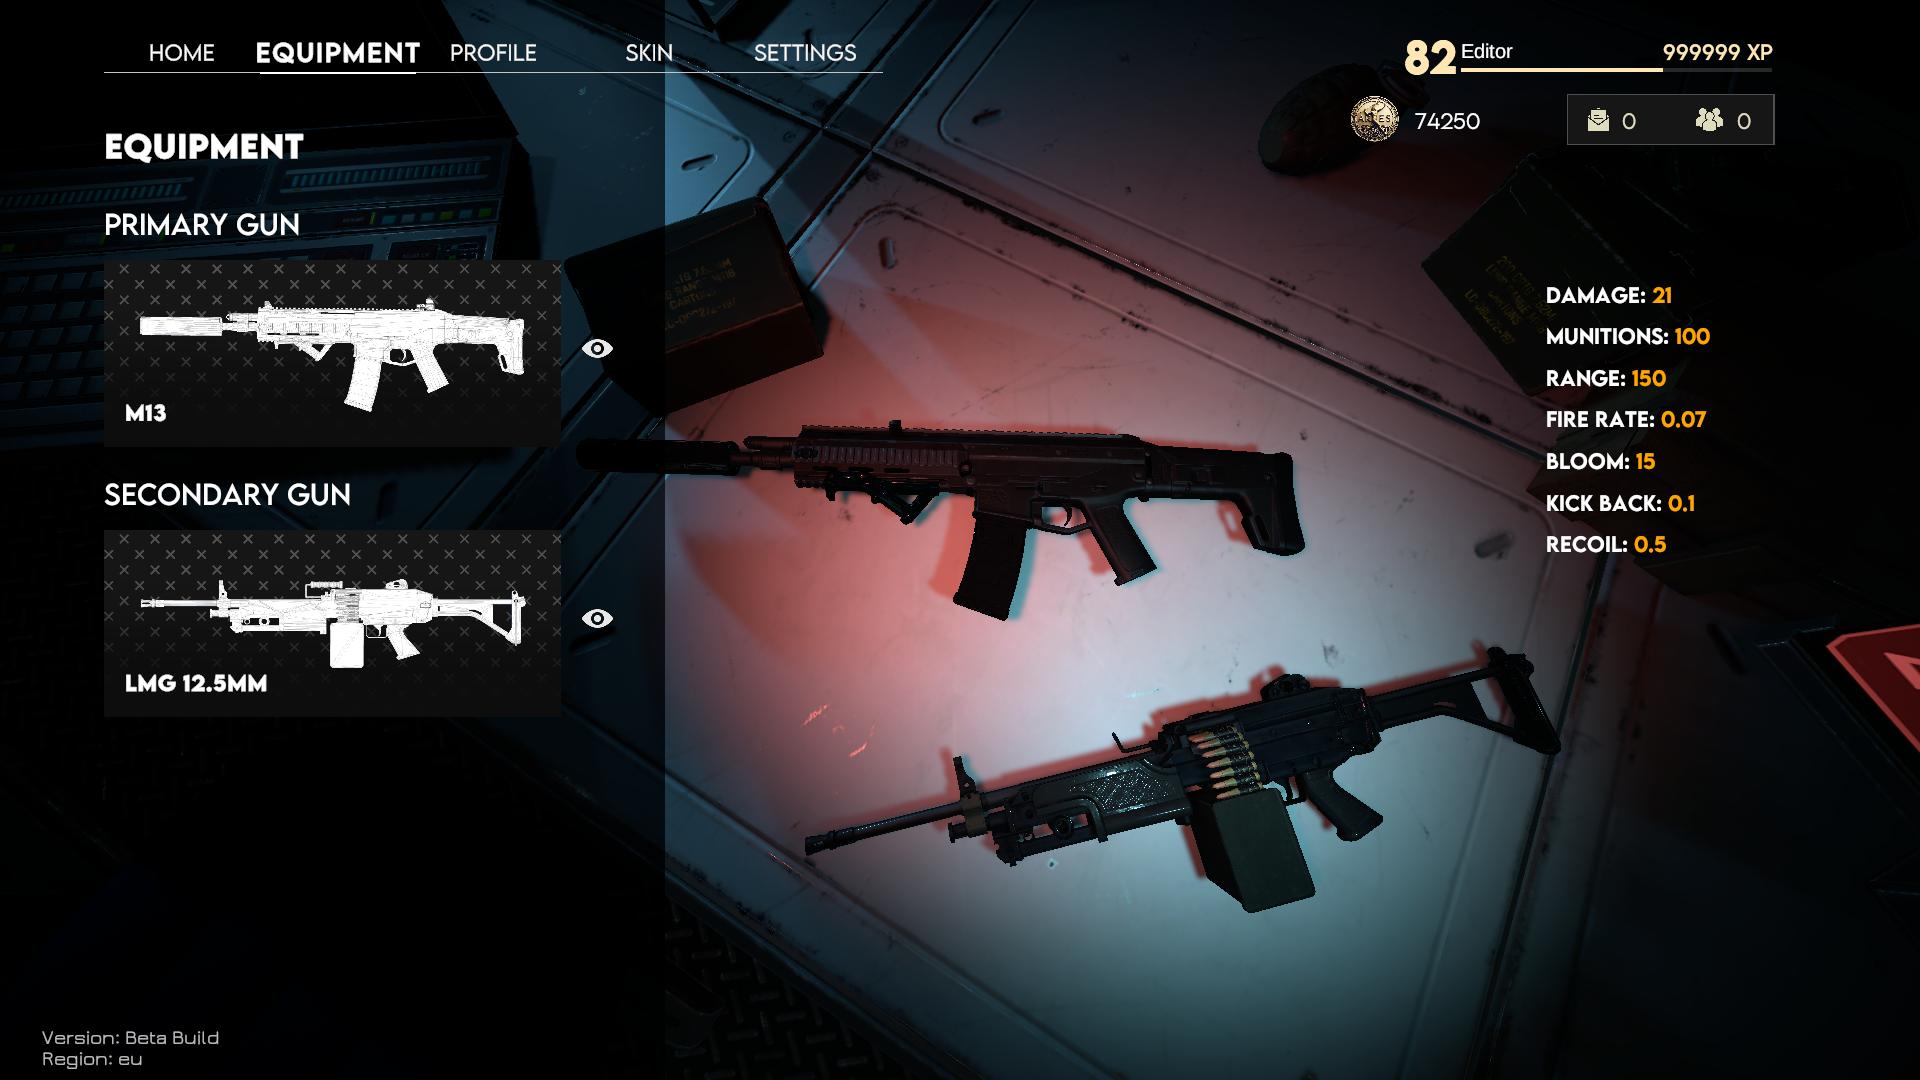 HOME EQUIPMENT PROFILE SKIN SETTINGS
82 Editor 999999 XP
74250 0 0
EQUIPMENT
PRIMARY GUN
M13
SECONDARY GUN
LMG 12.5MM
DAMAGE: 21
MUNITIONS: 100
RANGE: 150
FIRE RATE: 0.07
BLOOM: 15
KICK BACK: 0.1
RECOIL: 0.5
Version: Beta Build
Region: eu